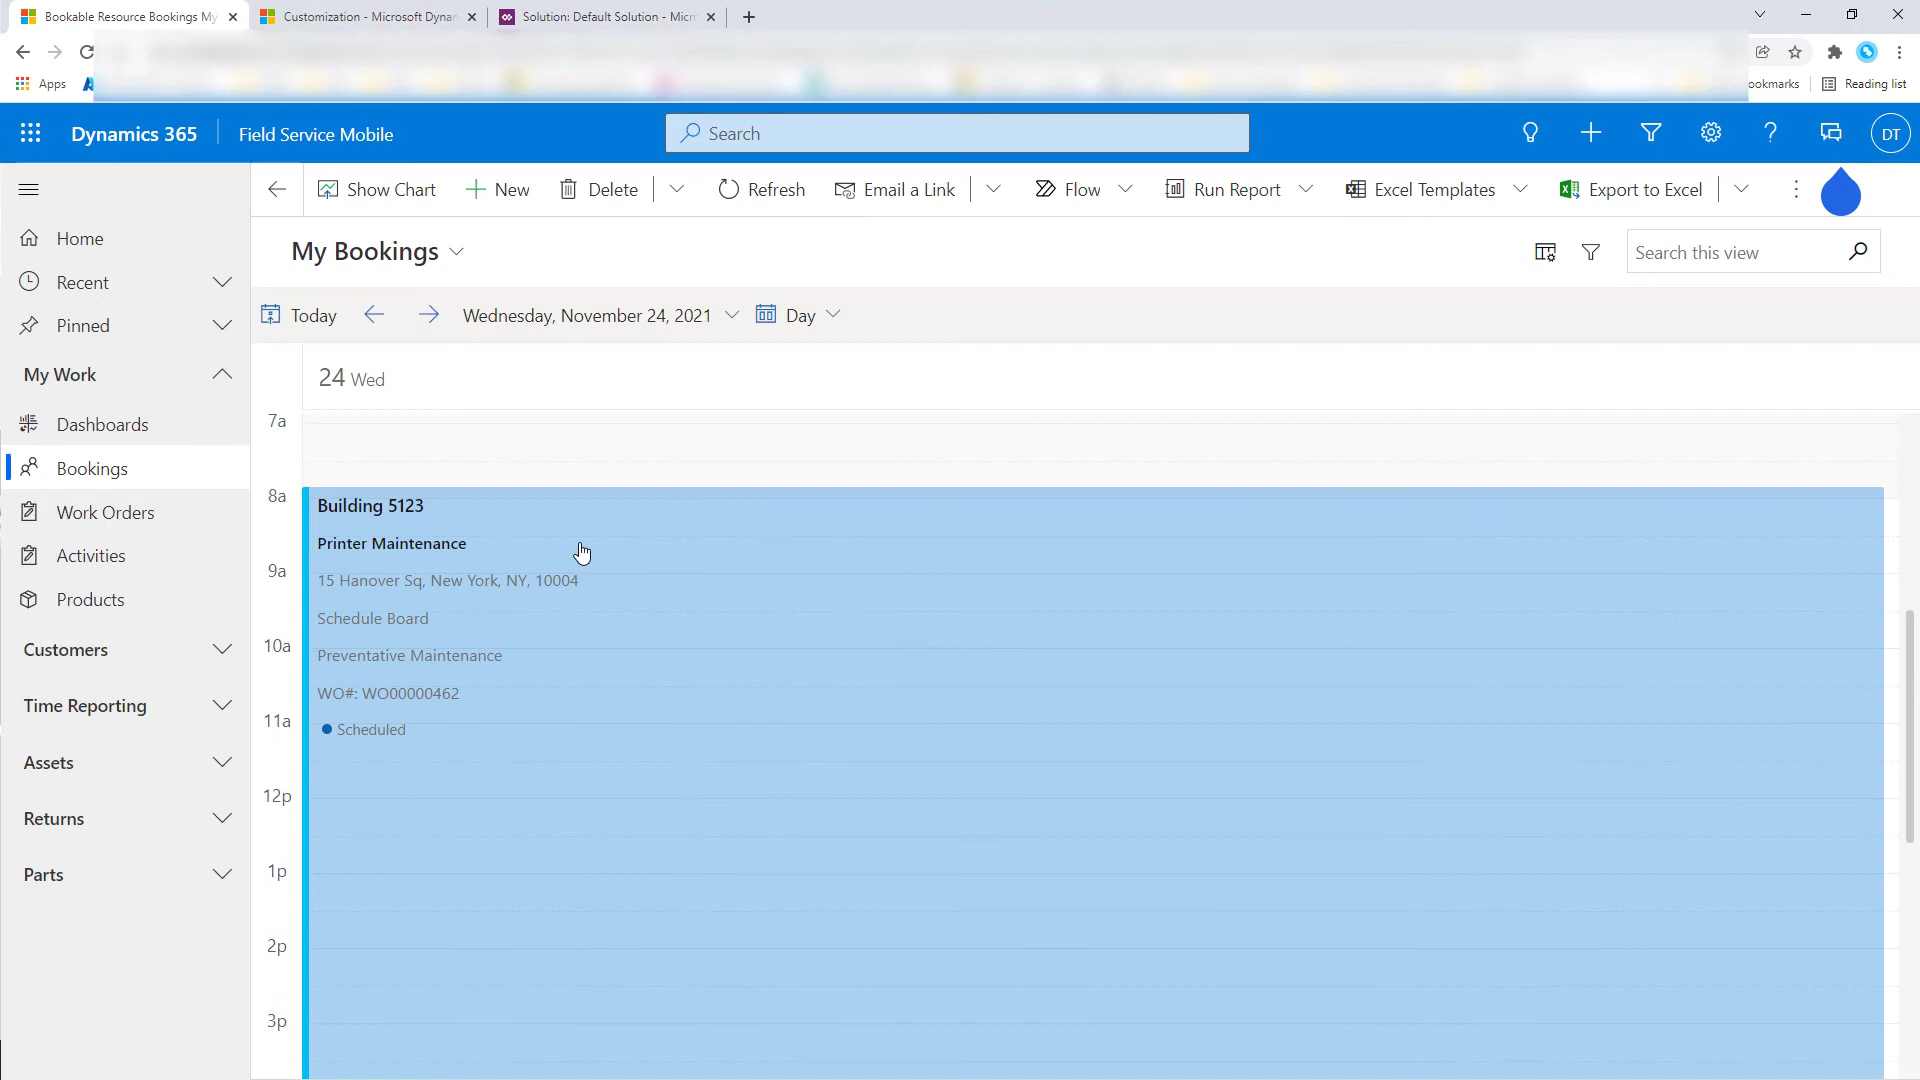 Bookable Resource Bookings My
Customization - Microsoft Dynan
Solution: Default Solution - Micro
Apps
ookmarks
Reading list
Dynamics 365
Field Service Mobile
Search
DT
Show Chart
New
Delete
Refresh
Email a Link
Flow
Run Report
Excel Templates
Export to Excel
Home
Recent
Pinned
My Work
Dashboards
Bookings
Work Orders
Activities
Products
Customers
Time Reporting
Assets
Returns
Parts
My Bookings
Search this view
Today
Wednesday, November 24, 2021
Day
24 Wed
7a
8a
Building 5123
Printer Maintenance
9a
15 Hanover Sq, New York, NY, 10004
Schedule Board
10a
Preventative Maintenance
WO#: WO00000462
11a
Scheduled
12p
1p
2p
3p